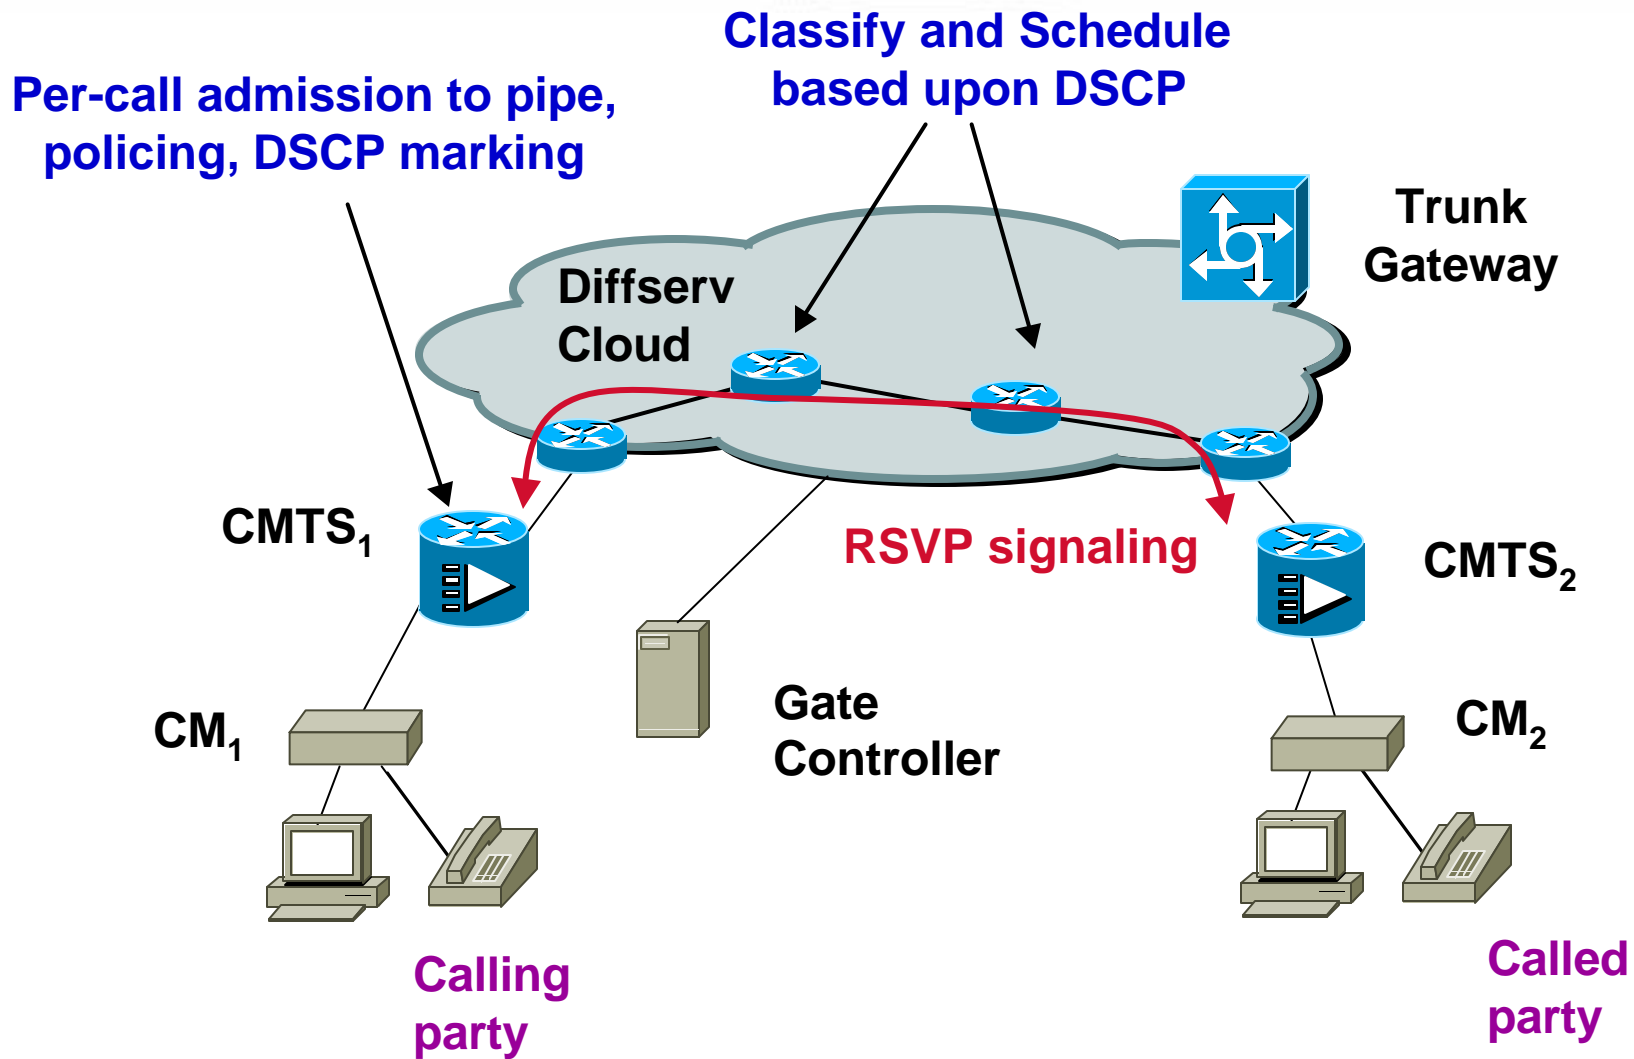 Classify and Schedule
based upon DSCP
Per-call admission to pipe,
policing, DSCP marking
Trunk
Gateway
Diffserv
Cloud
CMTS1
RSVP signaling
CMTS2
Gate
Controller
CM1
CM2
Calling
party
Called
party